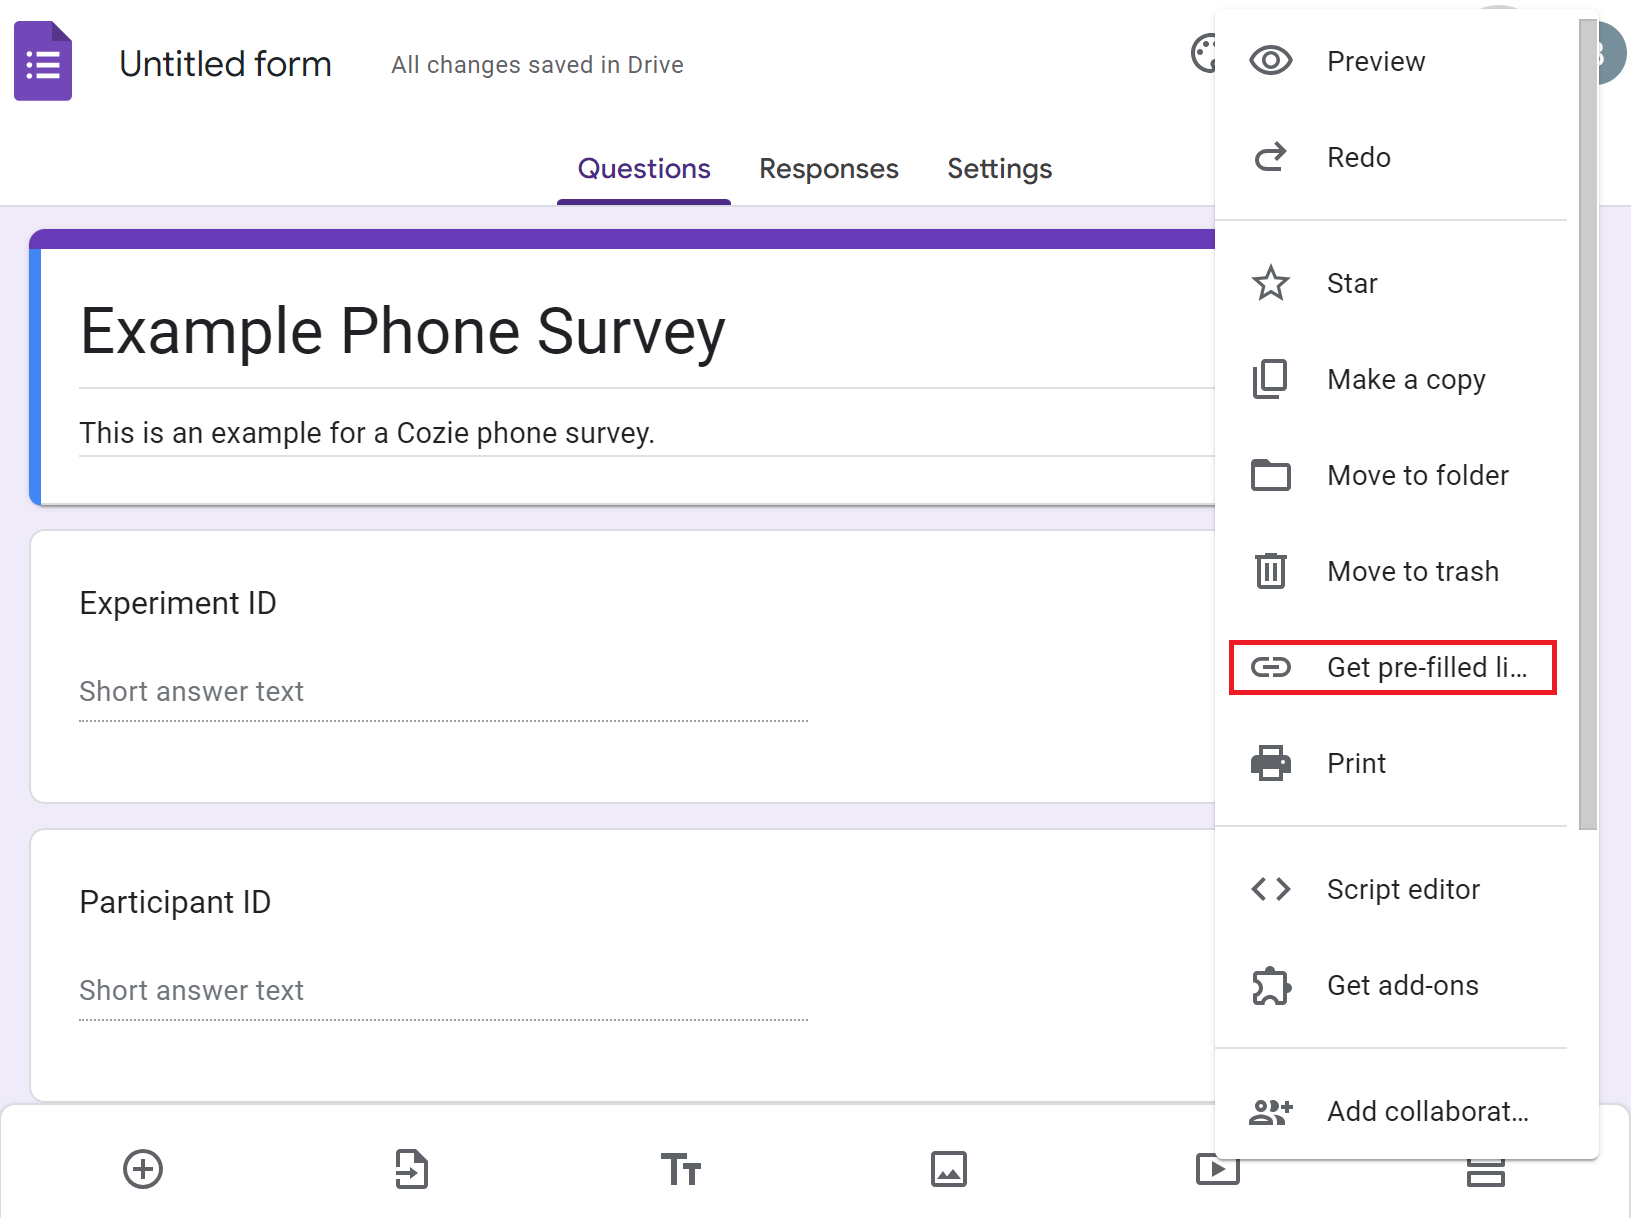 Untitled form
All changes saved in Drive
Questions
Responses
Settings
Example Phone Survey
This is an example for a Cozie phone survey.
Experiment ID
Short answer text
Participant ID
Short answer text
Preview
Redo
Star
Make a copy
Move to folder
Move to trash
Get pre-filled li...
Print
Script editor
Get add-ons
Add collaborat...
Tт